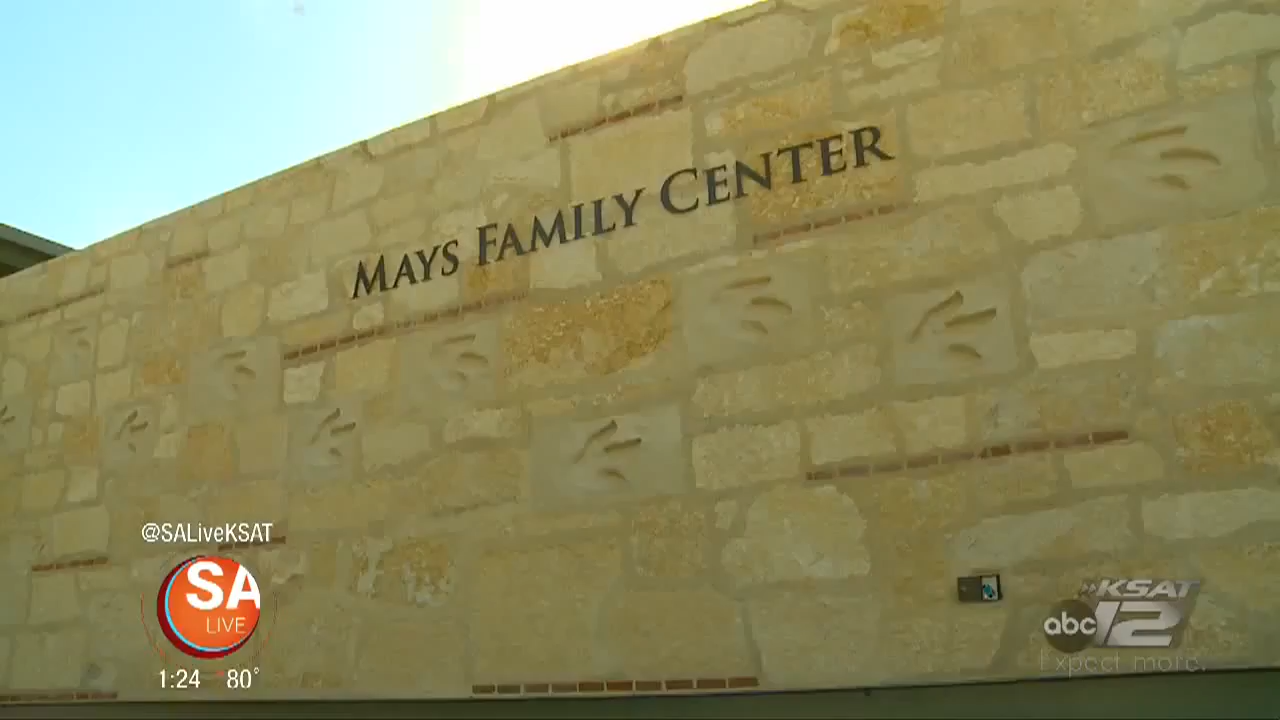 MAYS FAMILY CENTER
@SALiveKSAT
SA
LIVE
1:24 80°
KSAT
abc 12
Expect more.